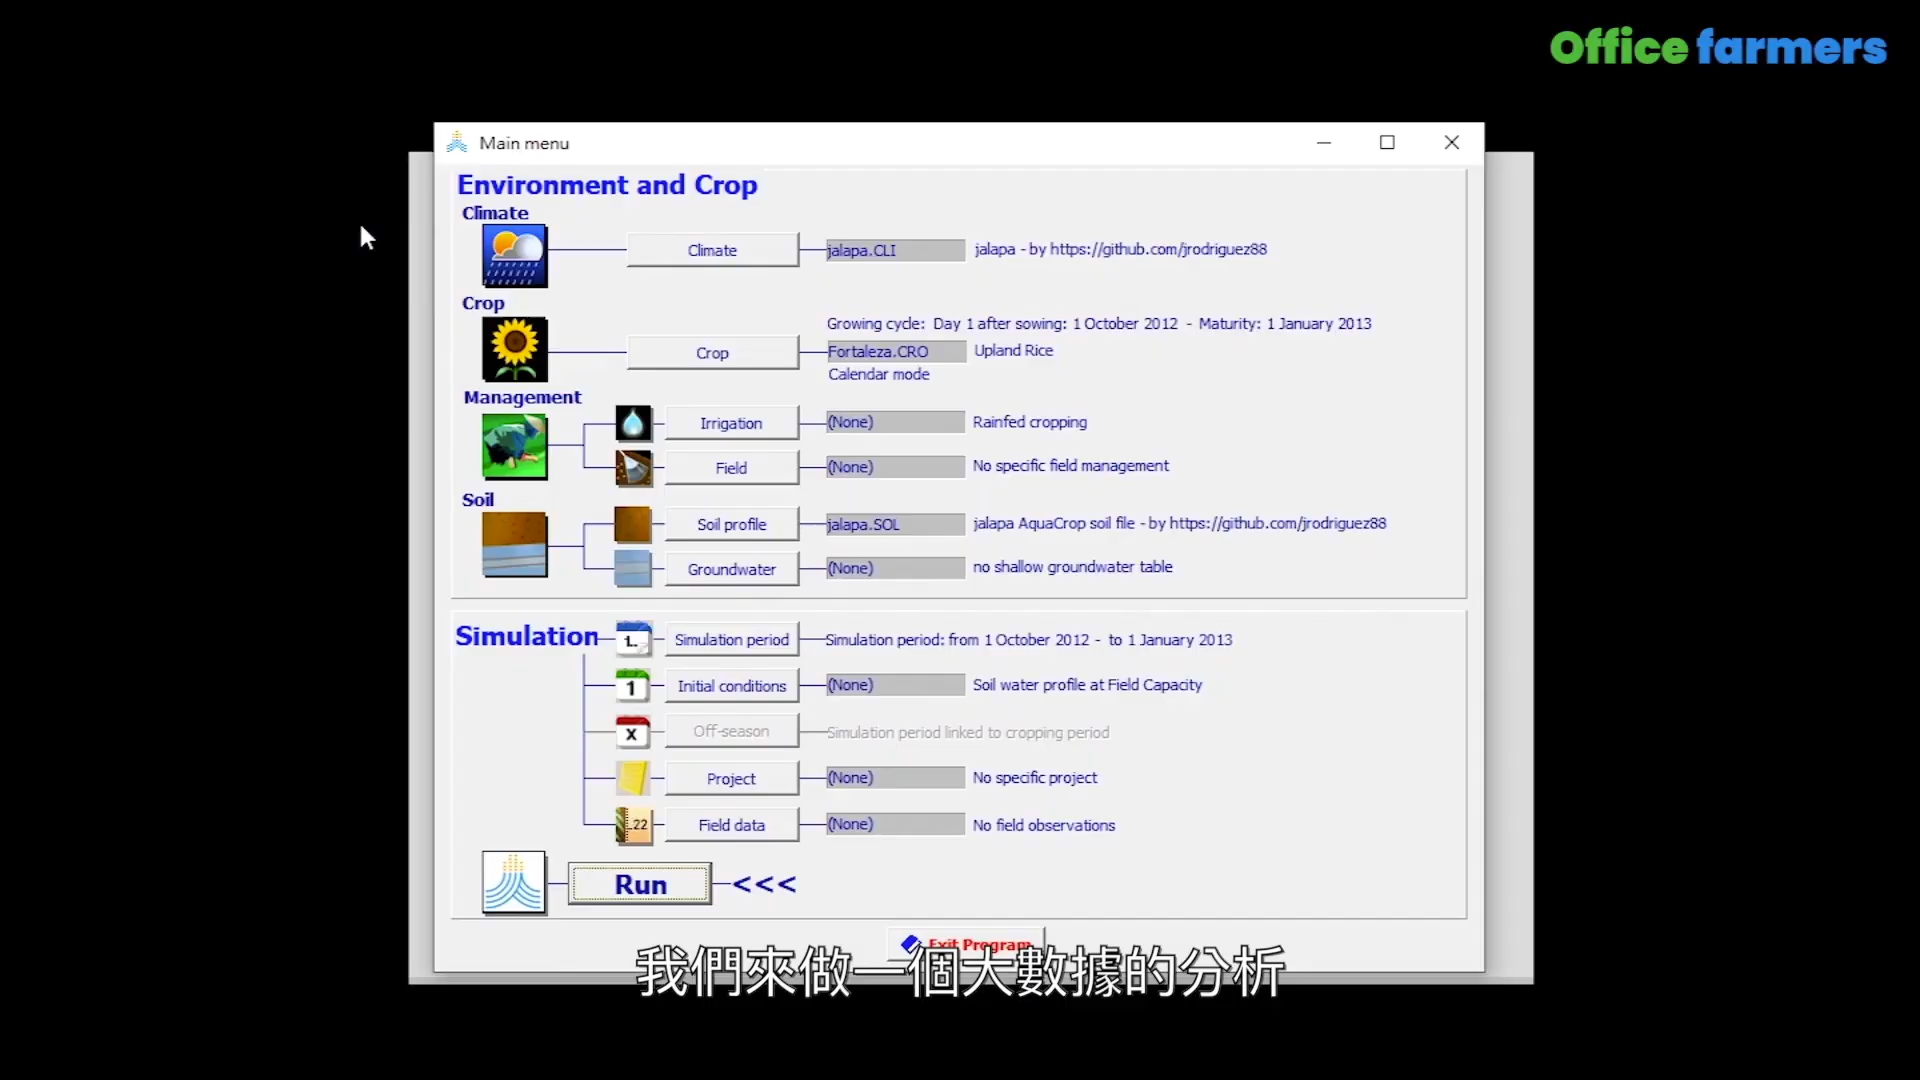 Office farmers
Main menu
Environment and Crop
Climate
Climate
jalapa.CLI
jalapa - by https://github.com/jrodriguez88
Crop
Growing cycle: Day 1 after sowing: 1 October 2012 - Maturity: 1 January 2013
Crop
Fortaleza.CRO
Upland Rice
Calendar mode
Management
Irrigation
(None)
Rainfed cropping
Field
(None)
No specific field management
Soil
Soil profile
jalapa.SOL
jalapa AquaCrop soil file - by https://github.com/jrodriguez88
Groundwater
(None)
no shallow groundwater table
Simulation
1..
Simulation period
Simulation period: from 1 October 2012 - to 1 January 2013
1
Initial conditions
(None)
Soil water profile at Field Capacity
X
Off-season
Simulation period linked to cropping period
Project
(None)
No specific project
..22
Field data
(None)
No field observations
Run
<<<
Exit Program
我們來做一個大數據的分析